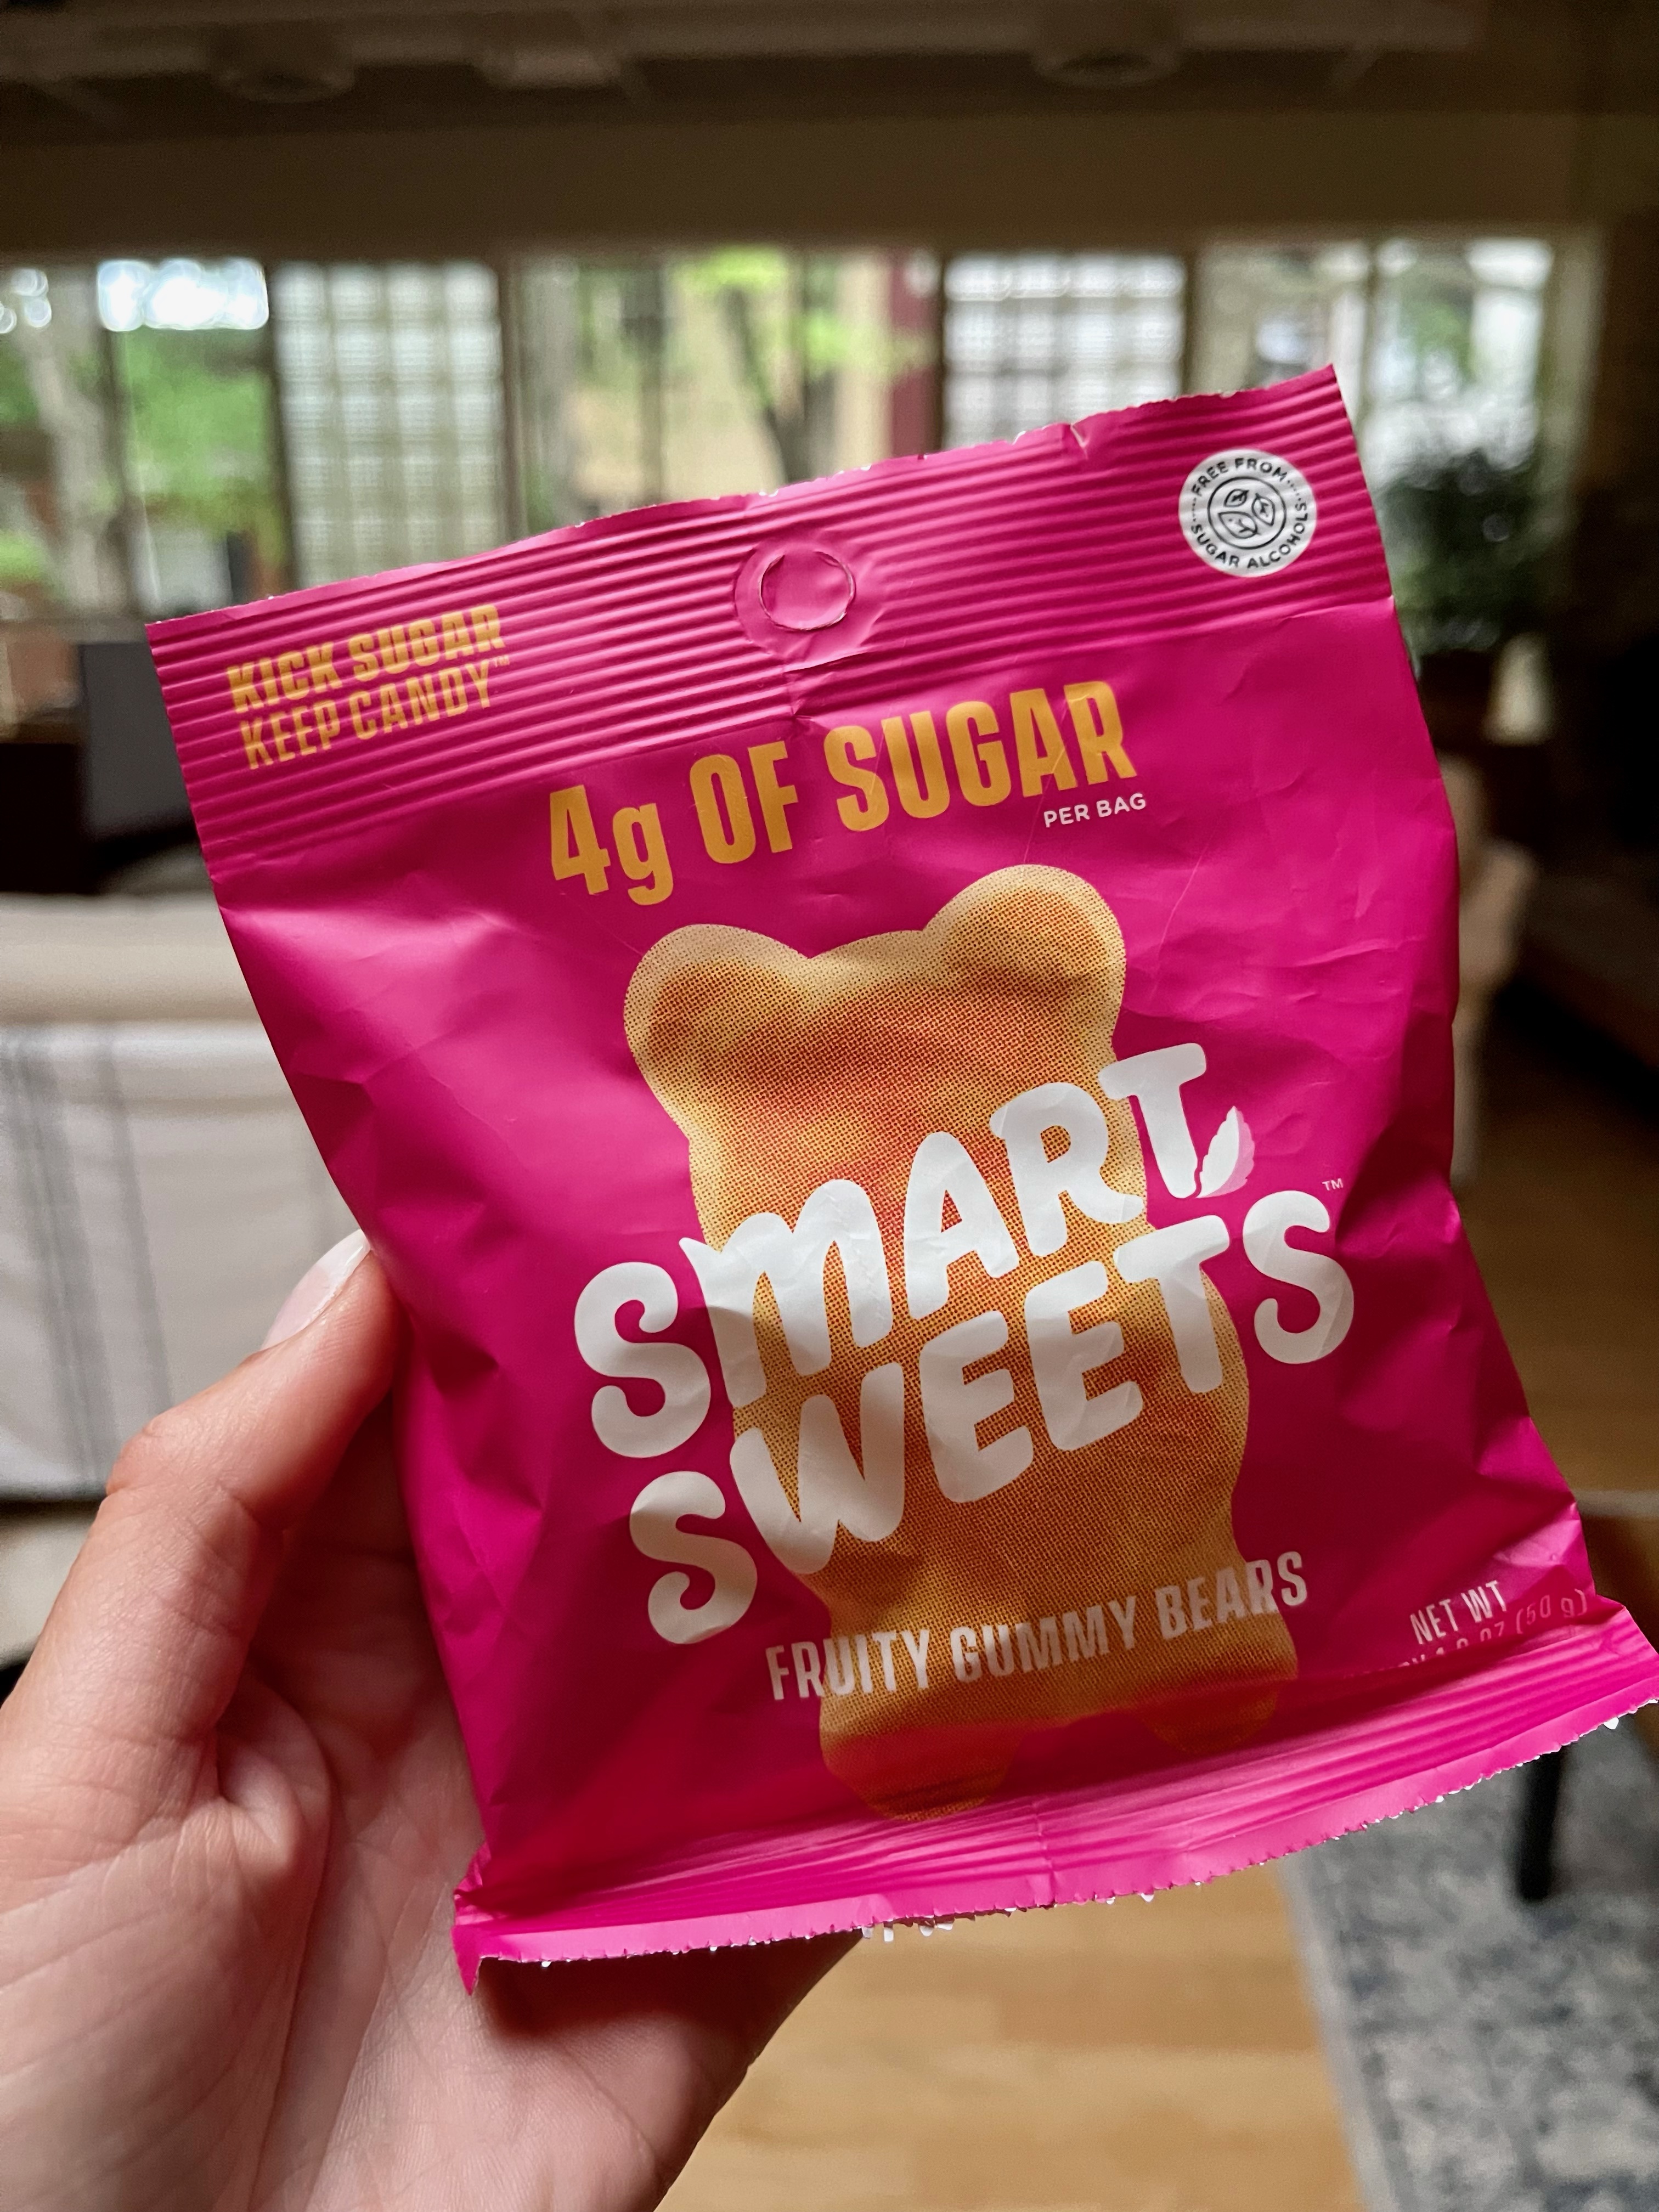 FREE FROM
SUGAR ALCOHOLS
KICK SUGAR
KEEP CANDY™
4g OF SUGAR
PER BAG
SMART
SWEETS™
FRUITY GUMMY BEARS
NET WT
(50 g)